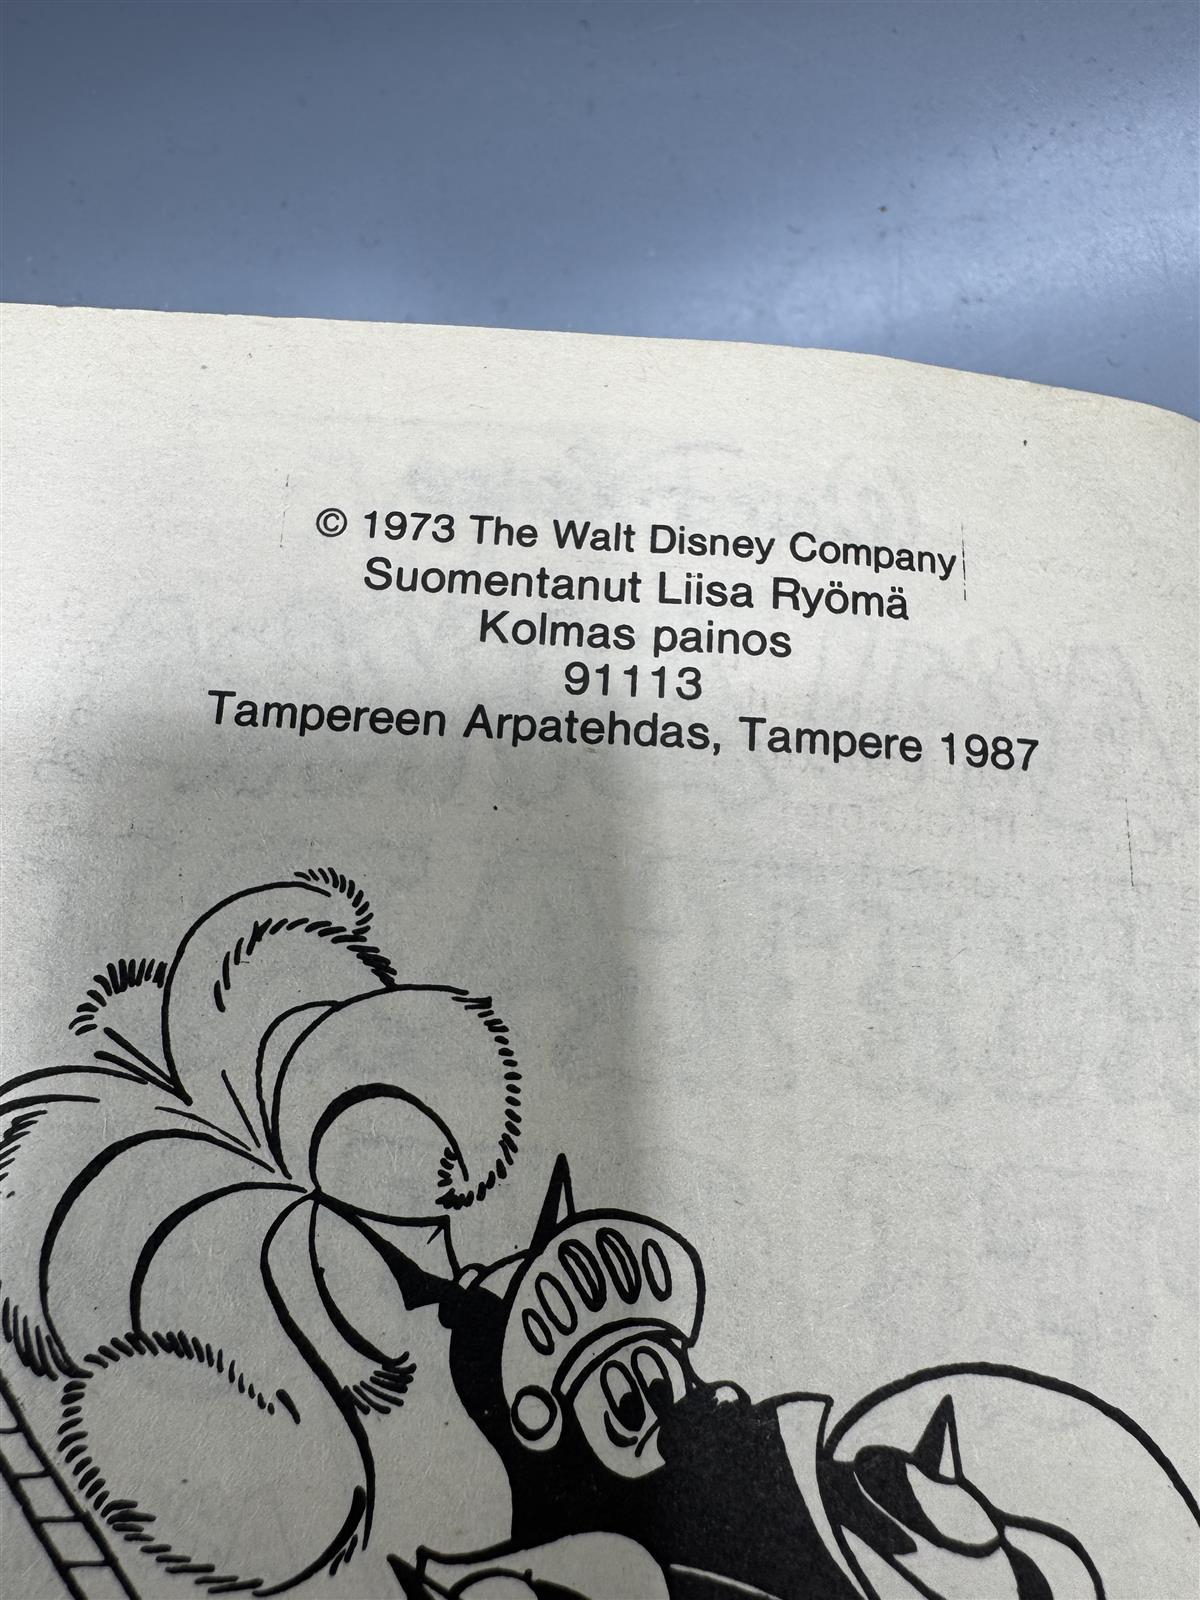 © 1973 The Walt Disney Company
Suomentanut Liisa Ryömä
Kolmas painos
91113
Tampereen Arpatehdas, Tampere 1987